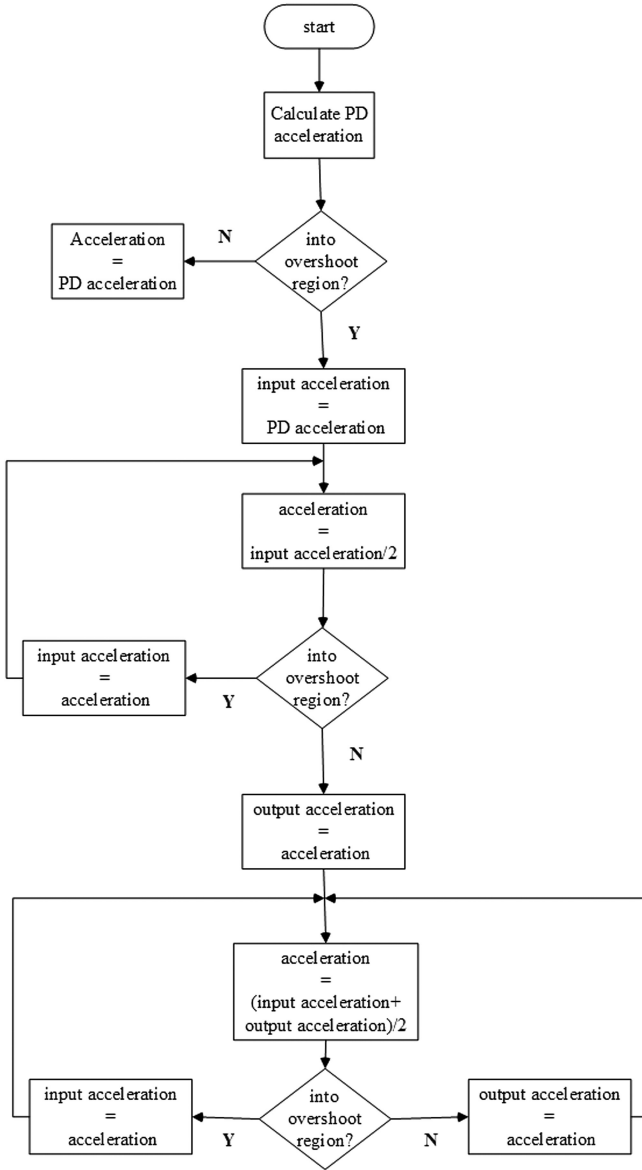 start
Calculate PD
acceleration
into
overshoot
region?
N
Acceleration
=
PD acceleration
Y
input acceleration
=
PD acceleration
acceleration
=
input acceleration/2
into
overshoot
region?
Y
input acceleration
=
acceleration
N
output acceleration
=
acceleration
acceleration
=
(input acceleration+
output acceleration)/2
into
overshoot
region?
Y
input acceleration
=
acceleration
N
output acceleration
=
acceleration